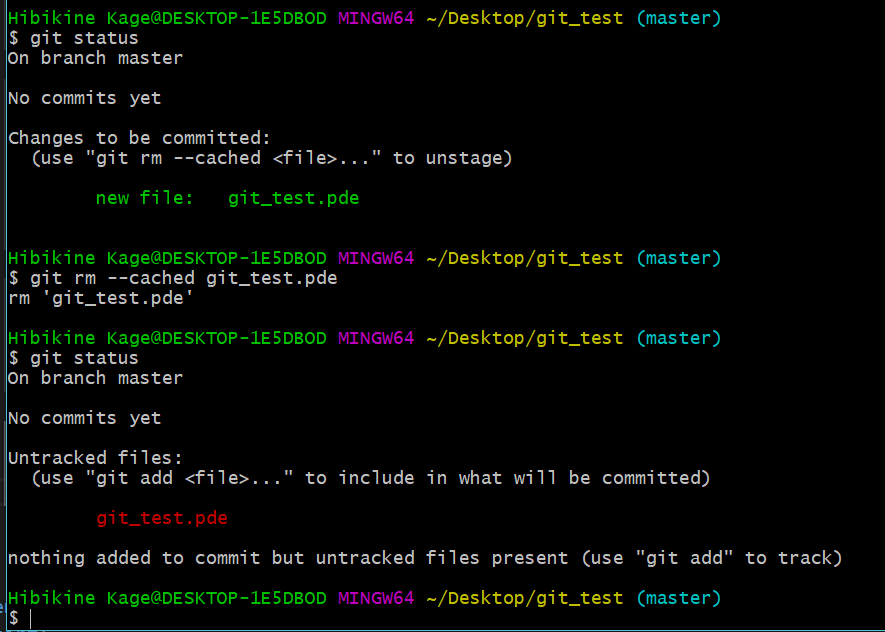 Hibikine Kage@DESKTOP-1E5DBOD MINGW64 ~/Desktop/git_test (master)
$ git status
On branch master
No commits yet
Changes to be committed:
(use "git rm --cached <file>..." to unstage)
new file: git_test.pde
Hibikine Kage@DESKTOP-1E5DBOD MINGW64 ~/Desktop/git_test (master)
$ git rm --cached git_test.pde
rm 'git_test.pde'
Hibikine Kage@DESKTOP-1E5DBOD MINGW64 ~/Desktop/git_test (master)
$ git status
On branch master
No commits yet
Untracked files:
(use "git add <file>..." to include in what will be committed)
git_test.pde
nothing added to commit but untracked files present (use "git add" to track)
Hibikine Kage@DESKTOP-1E5DBOD MINGW64 ~/Desktop/git_test (master)
$